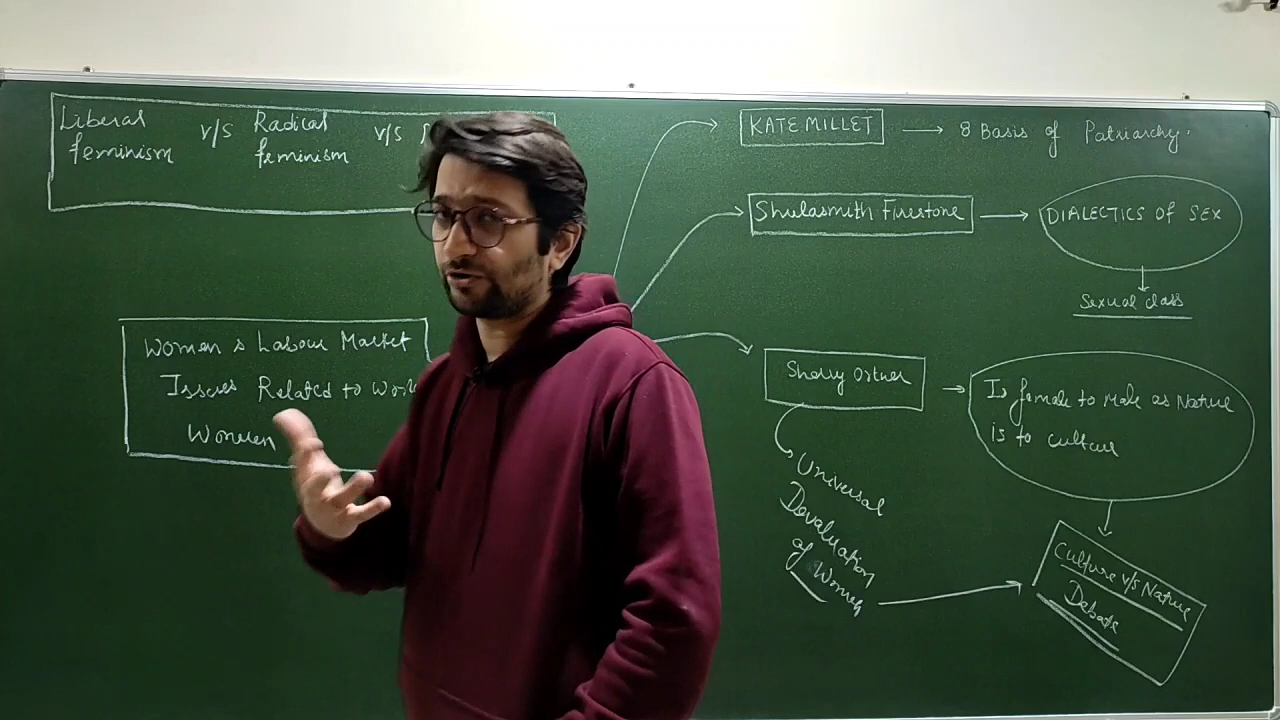 Liberal
feminism
v/s
Radical
feminism
v/s
Women & Labour Market
Issues Related to
Women
KATE MILLET
8 Basis of Patriarchy.
Shulasmith Firestone
DIALECTICS OF SEX
Sexual class
Sherry Ortner
Is female to Male as Nature
is to culture
Universal
Devaluation
of Women
Culture v/s Nature
Debate